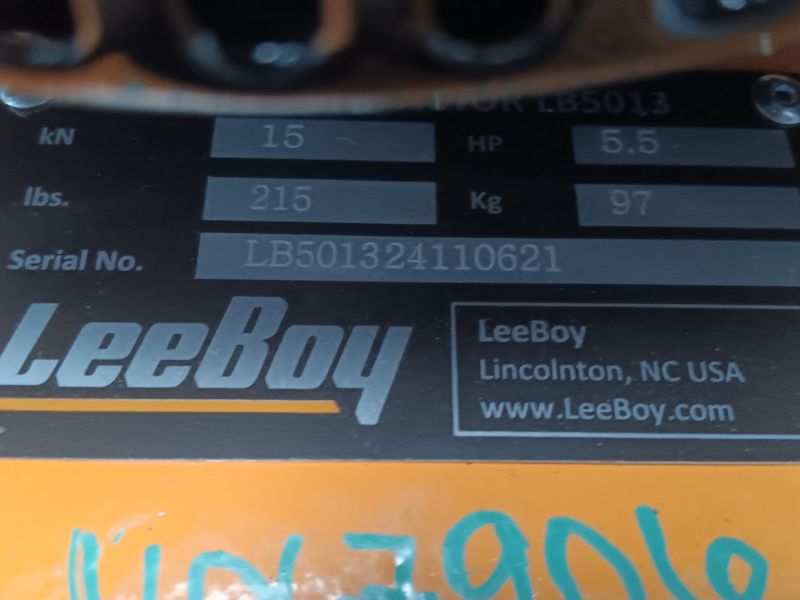 LB5013
kN 15 HP 5.5
lbs. 215 Kg 97
Serial No. LB501324110621
LeeBoy
LeeBoy
Lincolnton, NC USA
www.LeeBoy.com